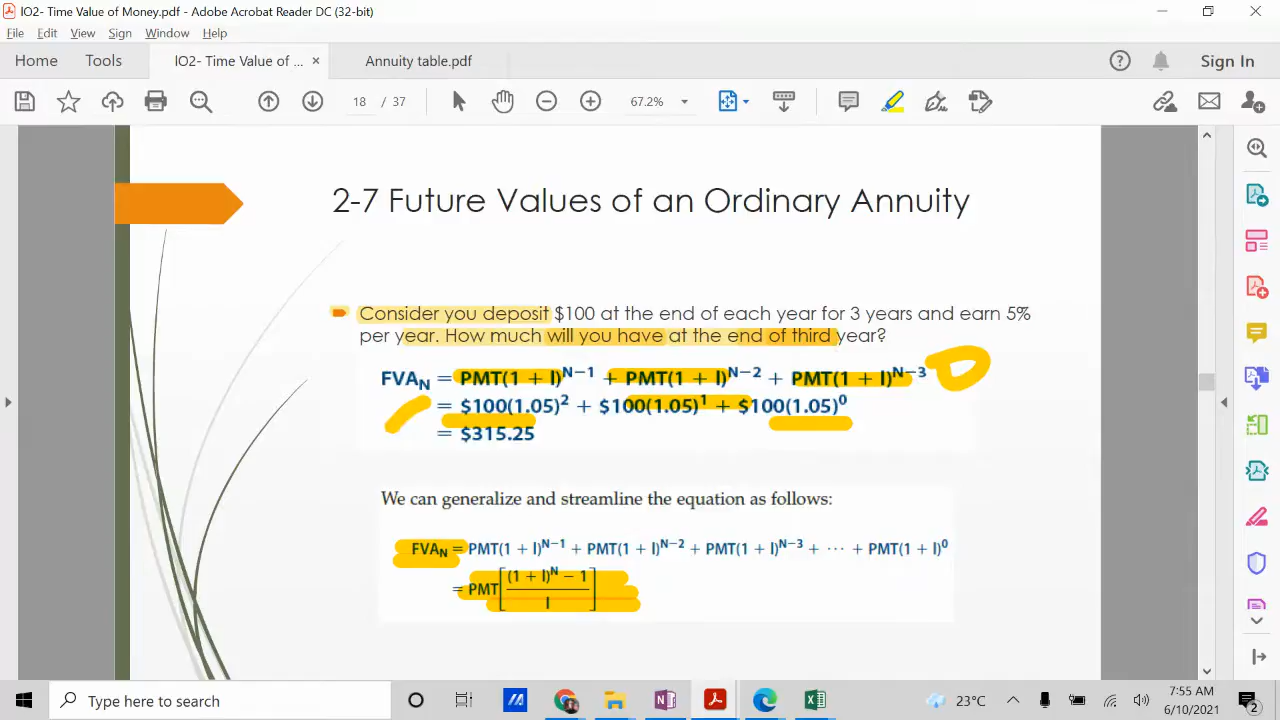 IO2- Time Value of Money.pdf - Adobe Acrobat Reader DC (32-bit)
File Edit View Sign Window Help
Home Tools IO2- Time Value of ... × Annuity table.pdf Sign In
18 / 37 67.2%
2-7 Future Values of an Ordinary Annuity
Consider you deposit $100 at the end of each year for 3 years and earn 5%
per year. How much will you have at the end of third year?
FVAN = PMT(1 + I)^N−1 + PMT(1 + I)^N−2 + PMT(1 + I)^N−3
= $100(1.05)² + $100(1.05)¹ + $100(1.05)⁰
= $315.25
We can generalize and streamline the equation as follows:
FVAN = PMT(1 + I)^N−1 + PMT(1 + I)^N−2 + PMT(1 + I)^N−3 + ⋯ + PMT(1 + I)⁰
= PMT[((1 + I)^N − 1) / I]
Type here to search
23°C
7:55 AM
6/10/2021
2